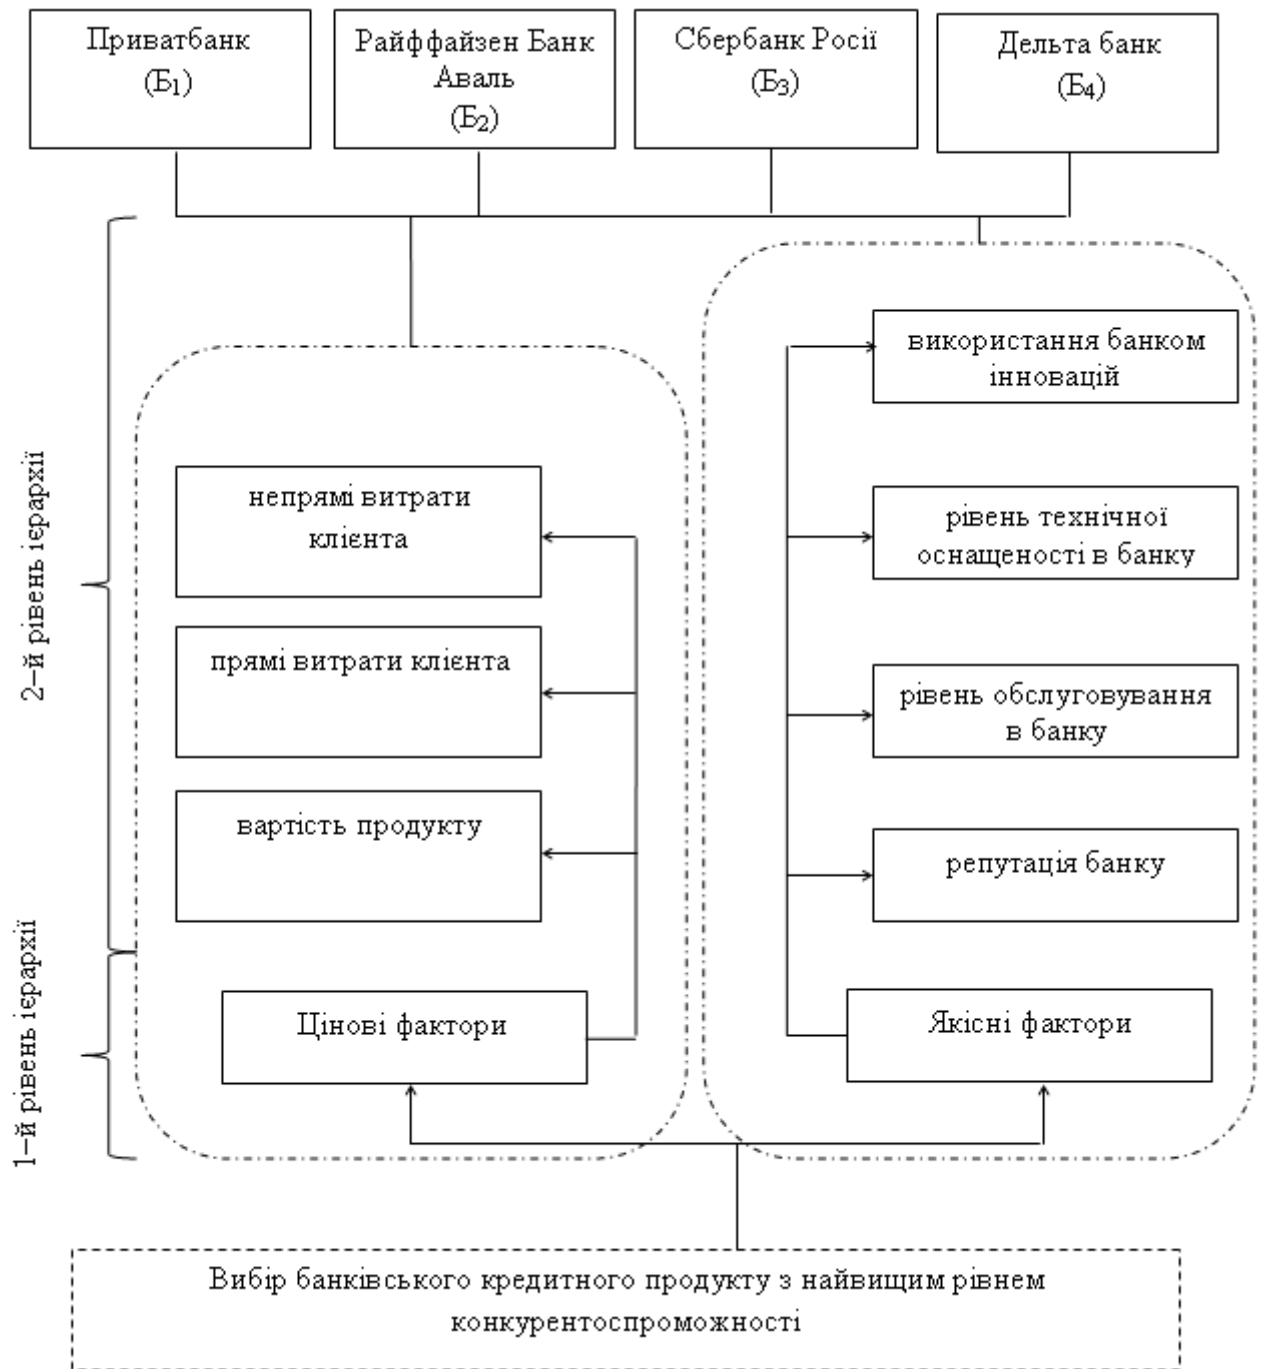 Приватбанк
(Б1)
Райффайзен Банк
Аваль
(Б2)
Сбербанк Росії
(Б3)
Дельта банк
(Б4)
2–й рівень ієрархії
непрямі витрати
клієнта
прямі витрати клієнта
вартість продукту
використання банком
інновацій
рівень технічної
оснащеності в банку
рівень обслуговування
в банку
репутація банку
1–й рівень ієрархії
Цінові фактори
Якісні фактори
Вибір банківського кредитного продукту з найвищим рівнем
конкурентоспроможності